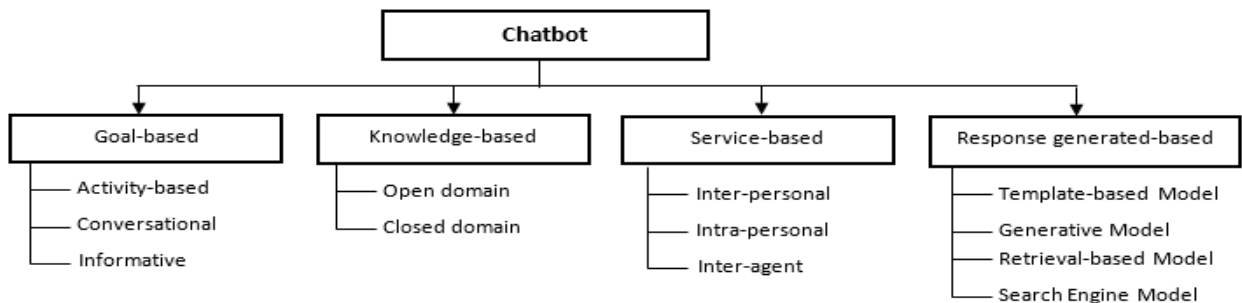 Chatbot
Goal-based
Activity-based
Conversational
Informative
Knowledge-based
Open domain
Closed domain
Service-based
Inter-personal
Intra-personal
Inter-agent
Response generated-based
Template-based Model
Generative Model
Retrieval-based Model
Search Engine Model